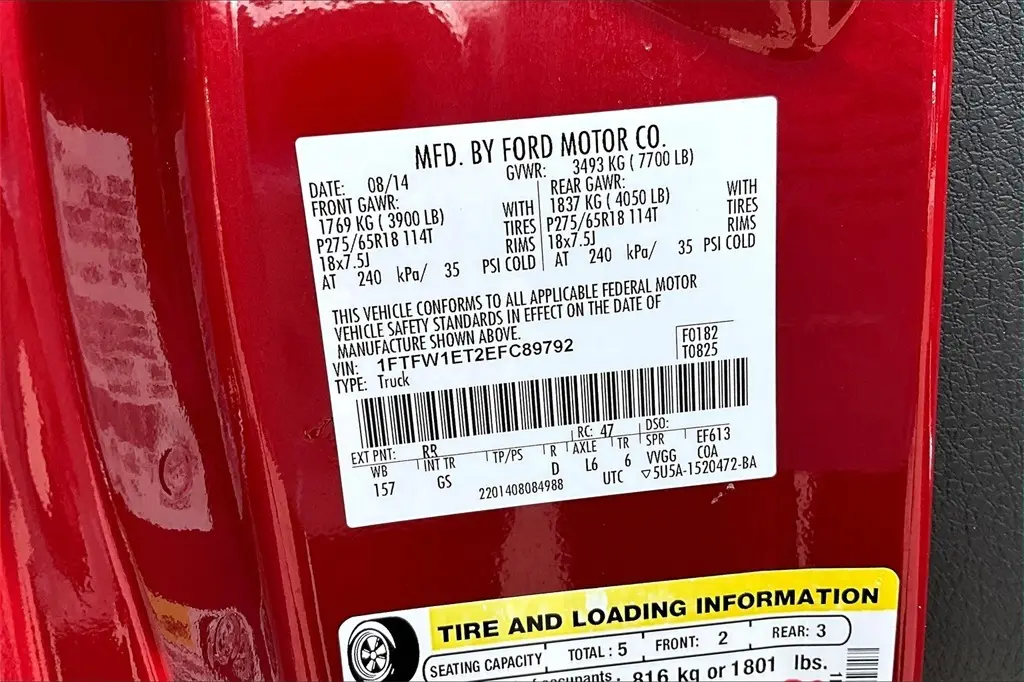 MFD. BY FORD MOTOR CO.
DATE: 08/14 GVWR: 3493 KG ( 7700 LB)
FRONT GAWR: REAR GAWR:
1769 KG (3900 LB) WITH 1837 KG ( 4050 LB) WITH
P275/65R18 114T TIRES P275/65R18 114T TIRES
18x7.5J RIMS 18x7.5J RIMS
AT 240 kPa/ 35 PSI COLD AT 240 kPa/ 35 PSI COLD
THIS VEHICLE CONFORMS TO ALL APPLICABLE FEDERAL MOTOR
VEHICLE SAFETY STANDARDS IN EFFECT ON THE DATE OF
MANUFACTURE SHOWN ABOVE.
VIN: 1FTFW1ET2EFC89792 F0182
TYPE: Truck T0825
EXT PNT: RR RC: 47 DSO:
WB INT TR TP/PS R AXLE TR SPR EF613
157 GS D L6 6 VVGG COA
2201408084988 UTC ▽5U5A-1520472-BA
TIRE AND LOADING INFORMATION
SEATING CAPACITY TOTAL : 5 FRONT: 2 REAR: 3
occupants 816 kg or 1801 lbs.